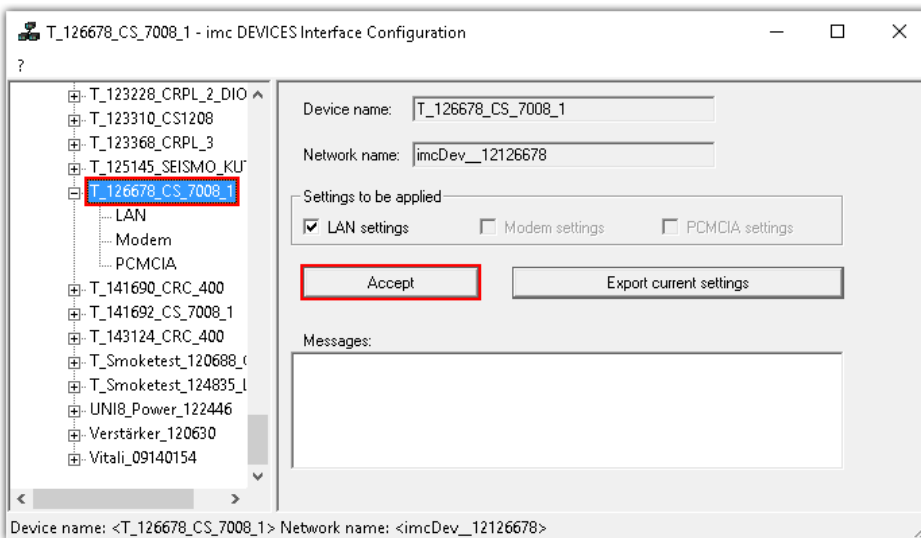 T_126678_CS_7008_1 - imc DEVICES Interface Configuration
?
T_123228_CRPL_2_DIO
T_123310_CS1208
T_123368_CRPL_3
T_125145_SEISMO_KU
T_126678_CS_7008_1
LAN
Modem
PCMCIA
T_141690_CRC_400
T_141692_CS_7008_1
T_143124_CRC_400
T_Smoketest_120688_
T_Smoketest_124835_
UNI8_Power_122446
Verstärker_120630
Vitali_09140154
Device name: T_126678_CS_7008_1
Network name: imcDev__12126678
Settings to be applied
LAN settings Modem settings PCMCIA settings
Accept Export current settings
Messages:
Device name: <T_126678_CS_7008_1> Network name: <imcDev__12126678>